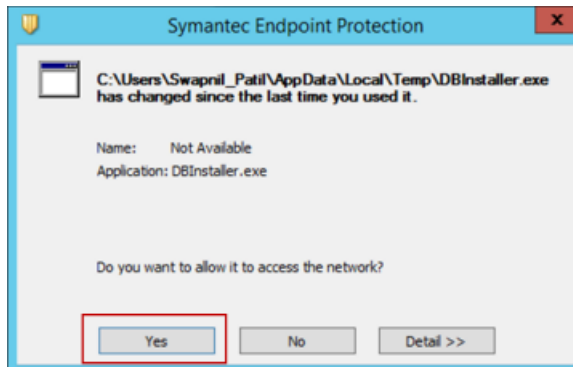 Symantec Endpoint Protection
x
C:\Users\Swapnil_Patil\AppData\Local\Temp\DBInstaller.exe
has changed since the last time you used it.
Name: Not Available
Application: DBInstaller.exe
Do you want to allow it to access the network?
Yes No Detail >>